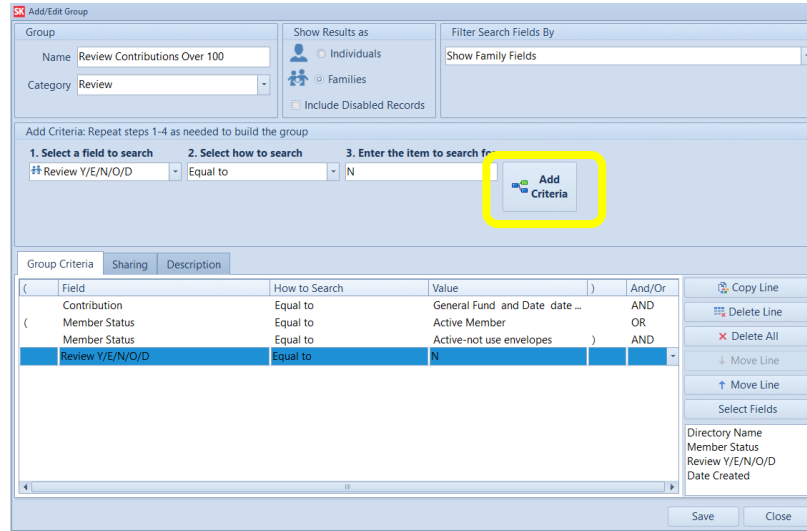 SK Add/Edit Group
Group
Name Review Contributions Over 100
Category Review
Show Results as
Individuals
Families
Include Disabled Records
Filter Search Fields By
Show Family Fields
Add Criteria: Repeat steps 1-4 as needed to build the group
1. Select a field to search 2. Select how to search 3. Enter the item to search for
Review Y/E/N/O/D Equal to N
Add
Criteria
Group Criteria Sharing Description
( Field How to Search Value ) And/Or
Contribution Equal to General Fund and Date date ... AND
( Member Status Equal to Active Member OR
Member Status Equal to Active-not use envelopes ) AND
Review Y/E/N/O/D Equal to N
Copy Line
Delete Line
Delete All
Move Line
Move Line
Select Fields
Directory Name
Member Status
Review Y/E/N/O/D
Date Created
Save Close